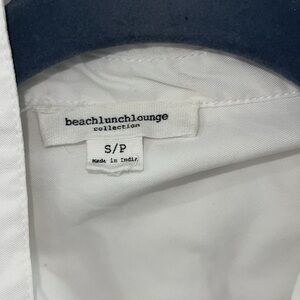 beachlunchlounge
collection
S/P
Made in India